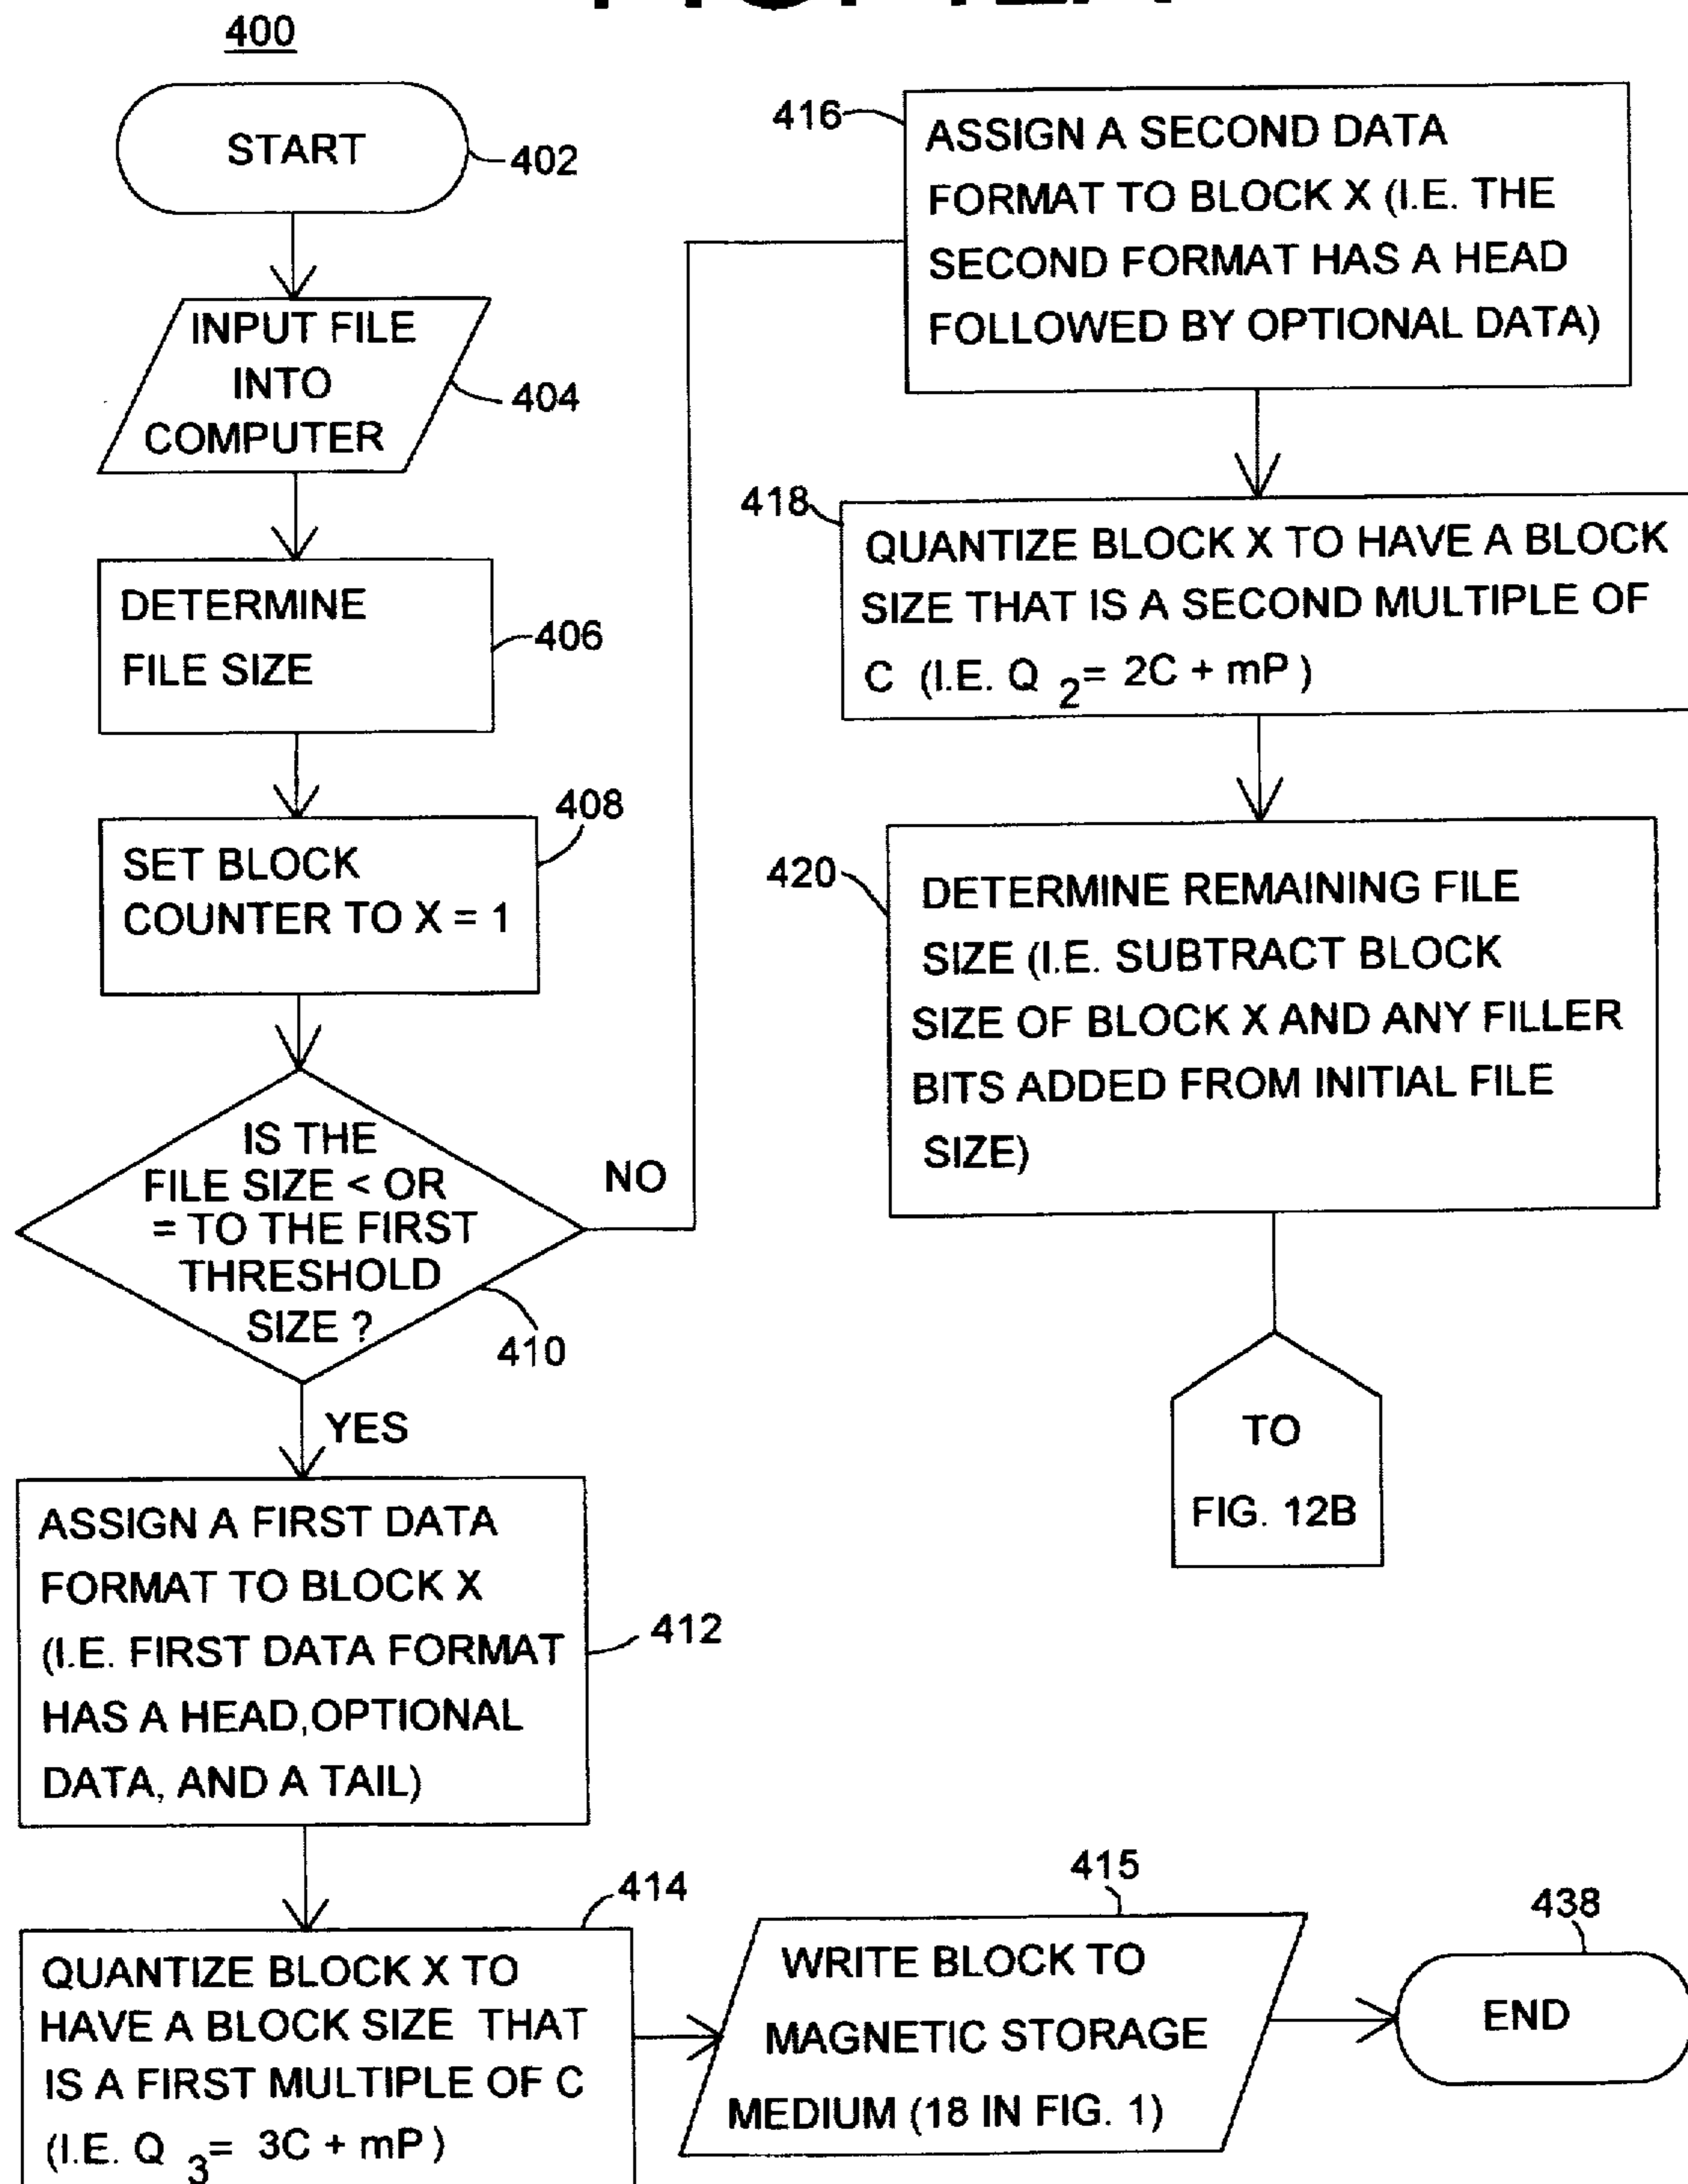 400
START
402
INPUT FILE
INTO
COMPUTER
404
DETERMINE
FILE SIZE
406
408
SET BLOCK
COUNTER TO X = 1
IS THE
FILE SIZE < OR
= TO THE FIRST
THRESHOLD
SIZE ?
410
NO
YES
ASSIGN A FIRST DATA
FORMAT TO BLOCK X
(I.E. FIRST DATA FORMAT
HAS A HEAD,OPTIONAL
DATA, AND A TAIL)
412
414
QUANTIZE BLOCK X TO
HAVE A BLOCK SIZE THAT
IS A FIRST MULTIPLE OF C
(I.E. Q 3= 3C + mP )
415
WRITE BLOCK TO
MAGNETIC STORAGE
MEDIUM (18 IN FIG. 1)
438
END
416
ASSIGN A SECOND DATA
FORMAT TO BLOCK X (I.E. THE
SECOND FORMAT HAS A HEAD
FOLLOWED BY OPTIONAL DATA)
418
QUANTIZE BLOCK X TO HAVE A BLOCK
SIZE THAT IS A SECOND MULTIPLE OF
C (I.E. Q 2= 2C + mP )
420
DETERMINE REMAINING FILE
SIZE (I.E. SUBTRACT BLOCK
SIZE OF BLOCK X AND ANY FILLER
BITS ADDED FROM INITIAL FILE
SIZE)
TO
FIG. 12B